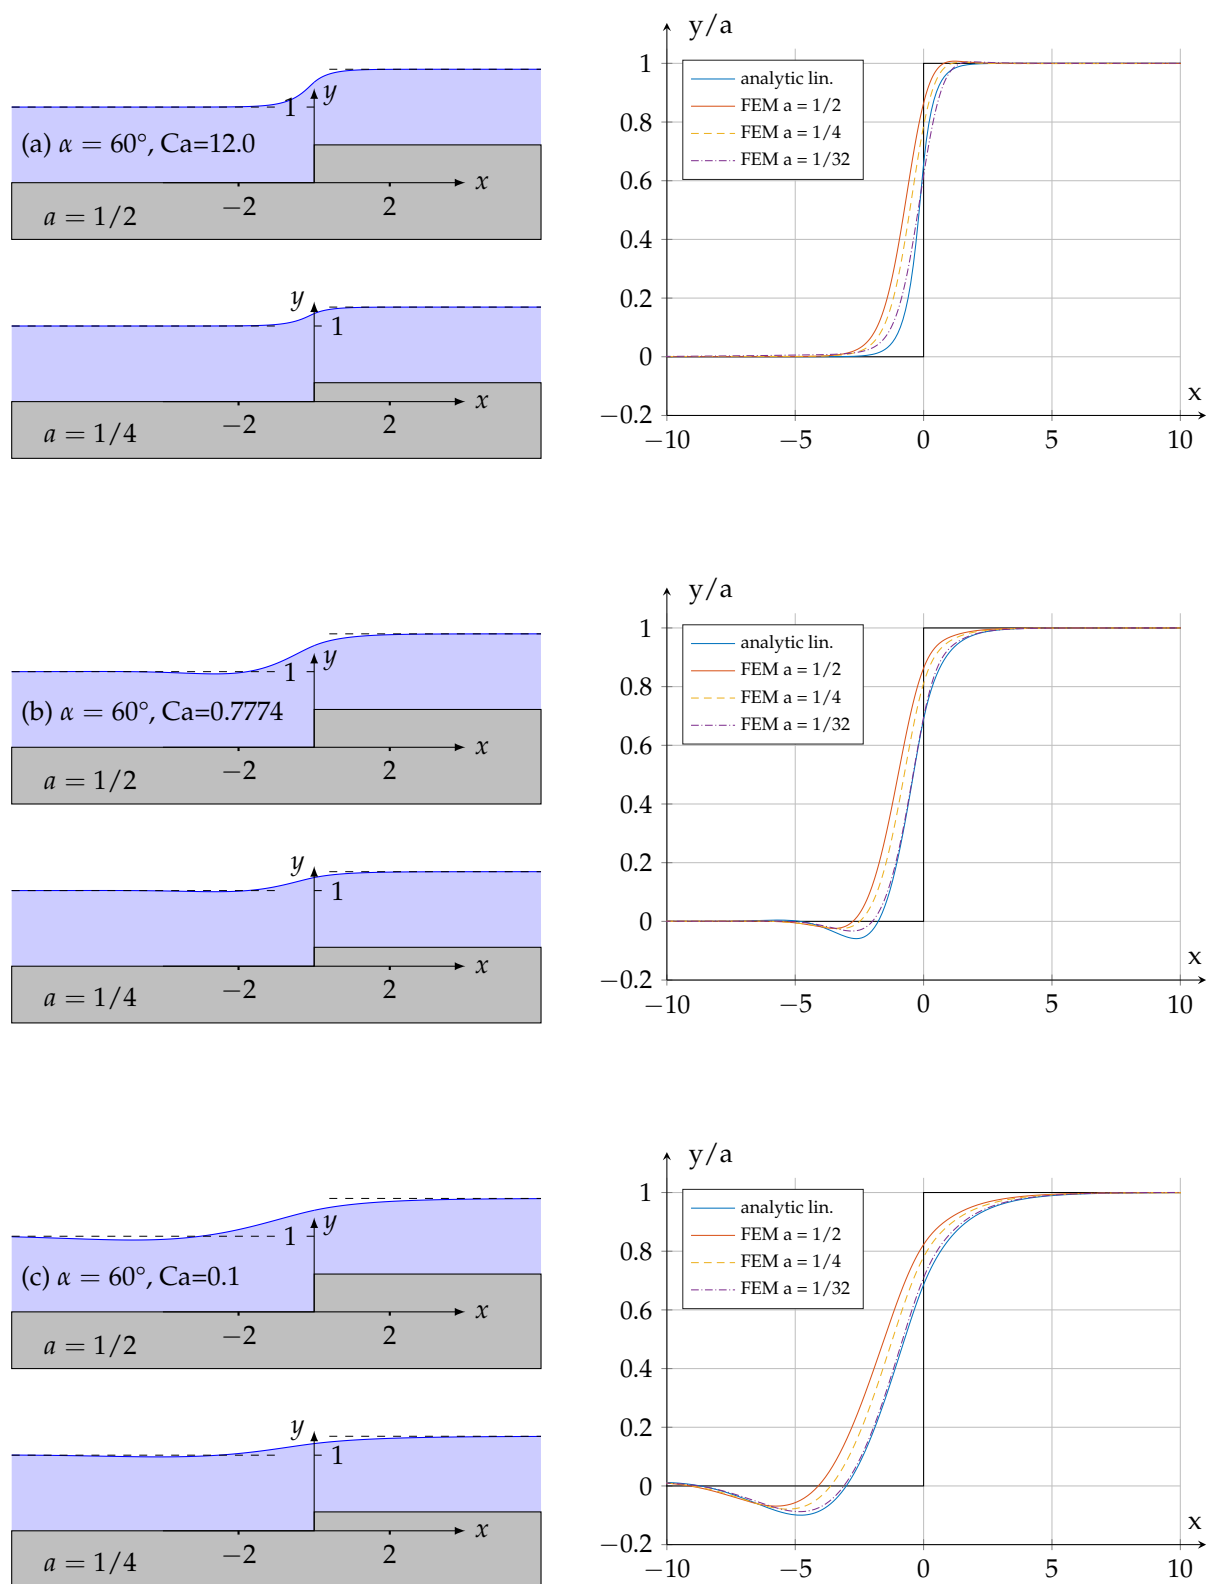 y
1
(a) α = 60°, Ca=12.0
x
−2 2
a = 1/2
y
1
x
−2 2
a = 1/4
y/a
1
0.8
0.6
0.4
0.2
0
−0.2
analytic lin.
FEM a = 1/2
FEM a = 1/4
FEM a = 1/32
x
−10 −5 0 5 10
y
1
(b) α = 60°, Ca=0.7774
x
−2 2
a = 1/2
y
1
x
−2 2
a = 1/4
y/a
1
0.8
0.6
0.4
0.2
0
−0.2
analytic lin.
FEM a = 1/2
FEM a = 1/4
FEM a = 1/32
x
−10 −5 0 5 10
y
1
(c) α = 60°, Ca=0.1
x
−2 2
a = 1/2
y
1
x
−2 2
a = 1/4
y/a
1
0.8
0.6
0.4
0.2
0
−0.2
analytic lin.
FEM a = 1/2
FEM a = 1/4
FEM a = 1/32
x
−10 −5 0 5 10